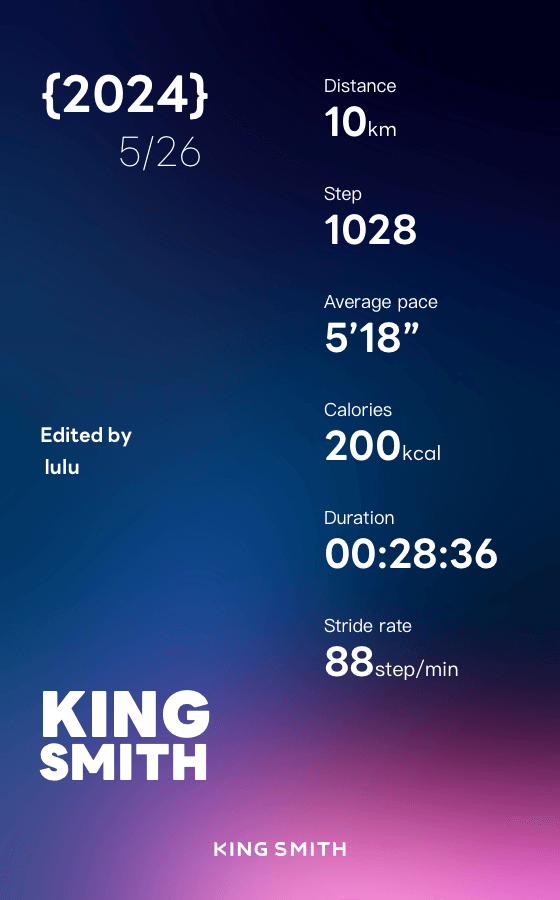 {2024}
5/26
Distance
10km
Step
1028
Average pace
5’18”
Calories
200kcal
Duration
00:28:36
Stride rate
88step/min
Edited by
lulu
KING
SMITH
KING SMITH